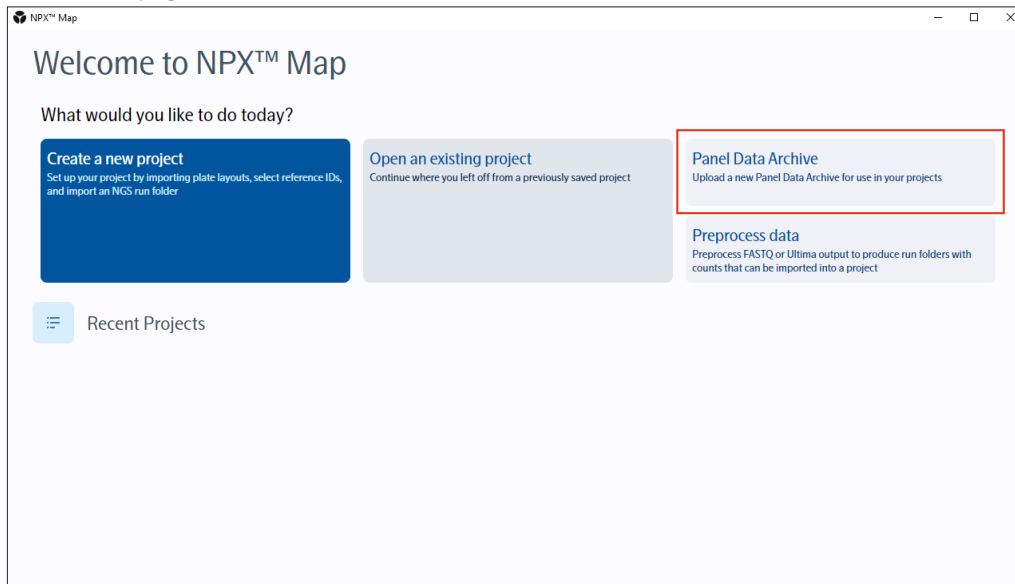 NPX™ Map
Welcome to NPX™ Map
What would you like to do today?
Create a new project
Set up your project by importing plate layouts, select reference IDs,
and import an NGS run folder
Open an existing project
Continue where you left off from a previously saved project
Panel Data Archive
Upload a new Panel Data Archive for use in your projects
Preprocess data
Preprocess FASTQ or Ultima output to produce run folders with
counts that can be imported into a project
Recent Projects